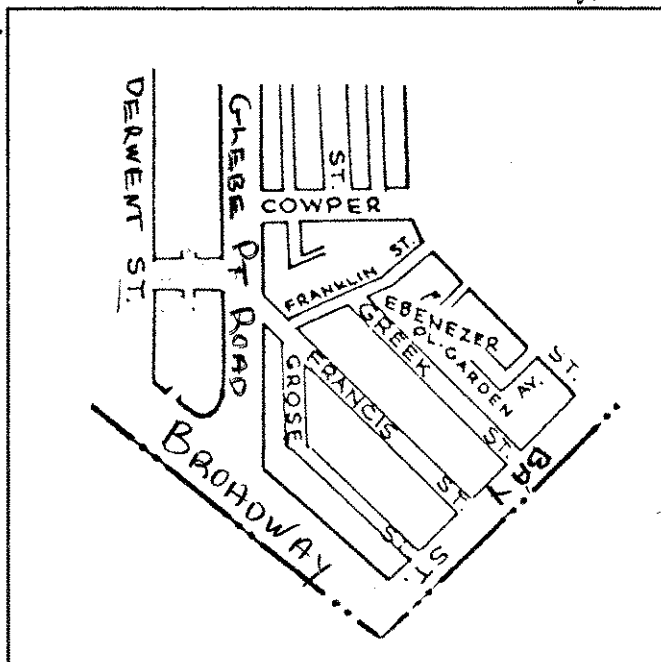 DERWENT ST.
GLEBE PT ROAD
ST.
COWPER
FRANKLIN ST.
EBENEZER
PL.
GARDEN AV.
GREEK ST.
FRANCIS ST.
GROSE ST.
BAY ST.
ST.
BROADWAY